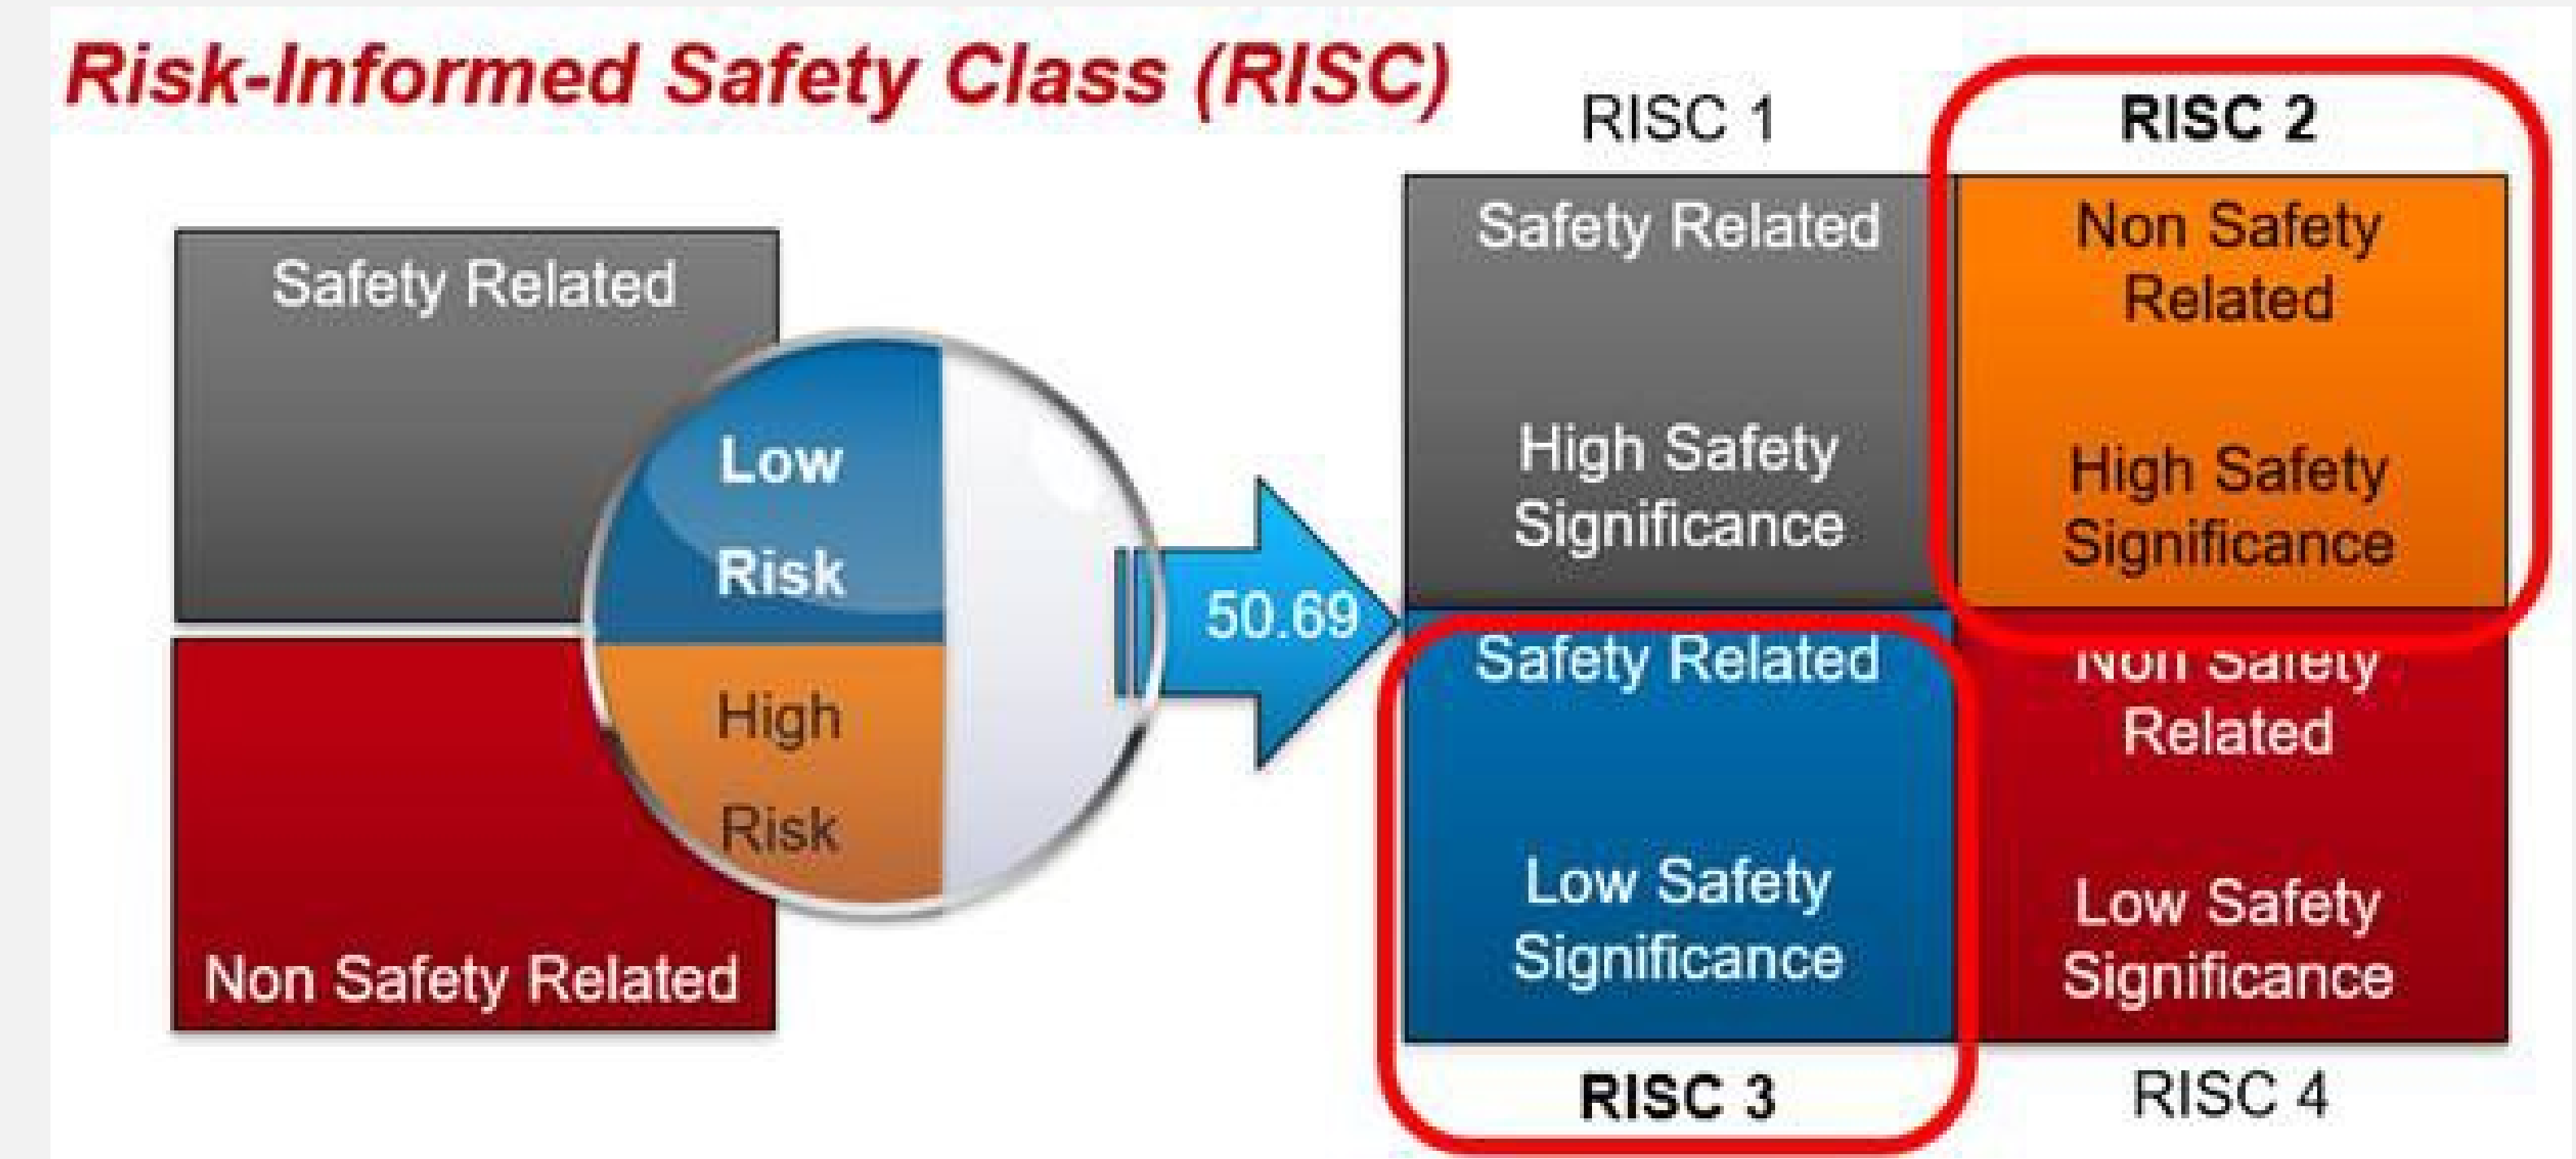 Risk-Informed Safety Class (RISC)
Safety Related
Low
Risk
High
Risk
Non Safety Related
50.69
RISC 1
Safety Related
High Safety
Significance
RISC 2
Non Safety
Related
High Safety
Significance
Safety Related
Low Safety
Significance
RISC 3
Non Safety
Related
Low Safety
Significance
RISC 4